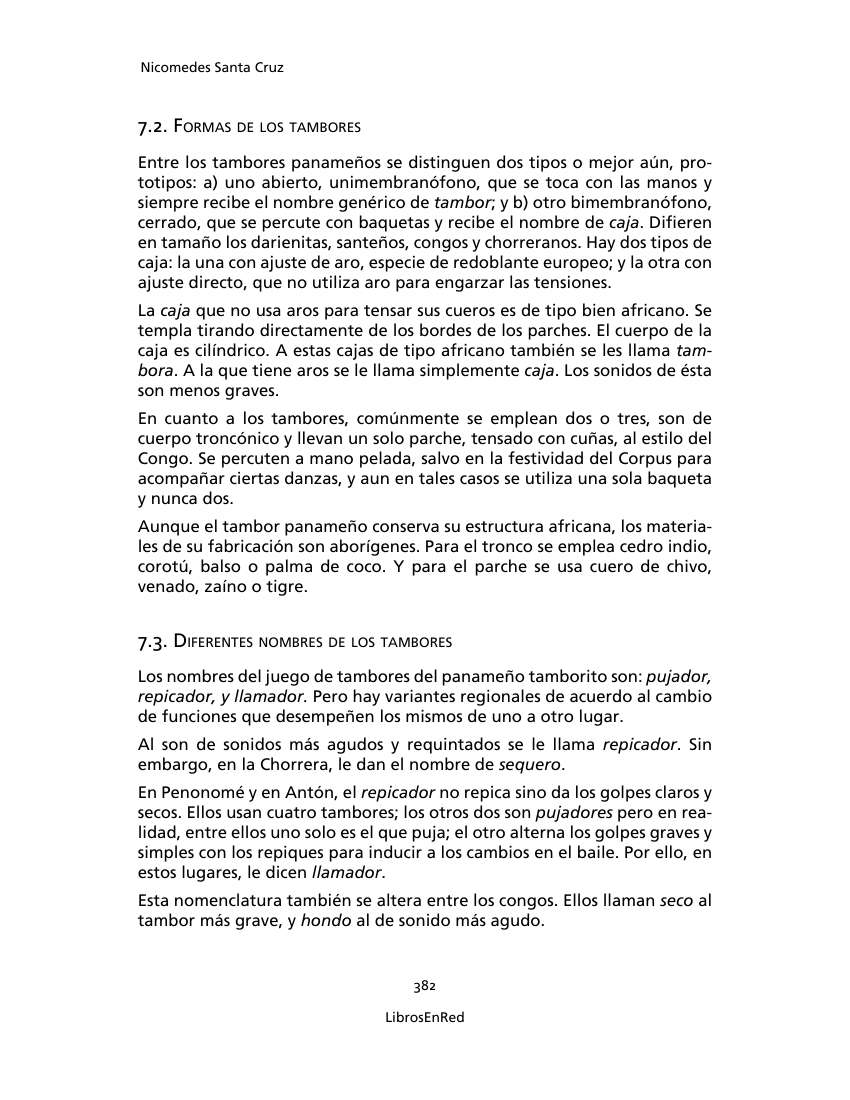 Nicomedes Santa Cruz
7.2. Formas de los tambores
Entre los tambores panameños se distinguen dos tipos o mejor aún, pro-
totipos: a) uno abierto, unimembranófono, que se toca con las manos y
siempre recibe el nombre genérico de tambor; y b) otro bimembranófono,
cerrado, que se percute con baquetas y recibe el nombre de caja. Difieren
en tamaño los darienitas, santeños, congos y chorreranos. Hay dos tipos de
caja: la una con ajuste de aro, especie de redoblante europeo; y la otra con
ajuste directo, que no utiliza aro para engarzar las tensiones.
La caja que no usa aros para tensar sus cueros es de tipo bien africano. Se
templa tirando directamente de los bordes de los parches. El cuerpo de la
caja es cilíndrico. A estas cajas de tipo africano también se les llama tam-
bora. A la que tiene aros se le llama simplemente caja. Los sonidos de ésta
son menos graves.
En cuanto a los tambores, comúnmente se emplean dos o tres, son de
cuerpo troncónico y llevan un solo parche, tensado con cuñas, al estilo del
Congo. Se percuten a mano pelada, salvo en la festividad del Corpus para
acompañar ciertas danzas, y aun en tales casos se utiliza una sola baqueta
y nunca dos.
Aunque el tambor panameño conserva su estructura africana, los materia-
les de su fabricación son aborígenes. Para el tronco se emplea cedro indio,
corotú, balso o palma de coco. Y para el parche se usa cuero de chivo,
venado, zaíno o tigre.
7.3. Diferentes nombres de los tambores
Los nombres del juego de tambores del panameño tamborito son: pujador,
repicador, y llamador. Pero hay variantes regionales de acuerdo al cambio
de funciones que desempeñen los mismos de uno a otro lugar.
Al son de sonidos más agudos y requintados se le llama repicador. Sin
embargo, en la Chorrera, le dan el nombre de sequero.
En Penonomé y en Antón, el repicador no repica sino da los golpes claros y
secos. Ellos usan cuatro tambores; los otros dos son pujadores pero en rea-
lidad, entre ellos uno solo es el que puja; el otro alterna los golpes graves y
simples con los repiques para inducir a los cambios en el baile. Por ello, en
estos lugares, le dicen llamador.
Esta nomenclatura también se altera entre los congos. Ellos llaman seco al
tambor más grave, y hondo al de sonido más agudo.
382
LibrosEnRed